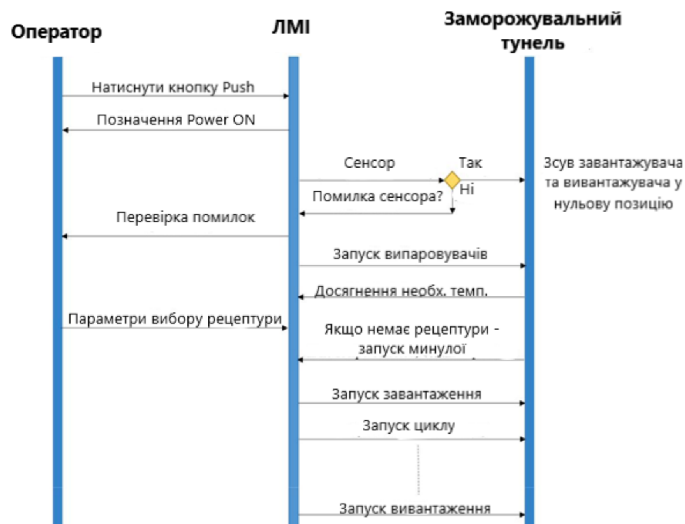 Оператор
ЛМІ
Заморожувальний
тунель
Натиснути кнопку Push
Позначення Power ON
Сенсор
Так
Ні
Помилка сенсора?
Зсув завантажувача
та вивантажувача у
нульову позицію
Перевірка помилок
Запуск випаровувачів
Досягнення необх. темп.
Параметри вибору рецептури
Якщо немає рецептури -
запуск минулої
Запуск завантаження
Запуск циклу
Запуск вивантаження